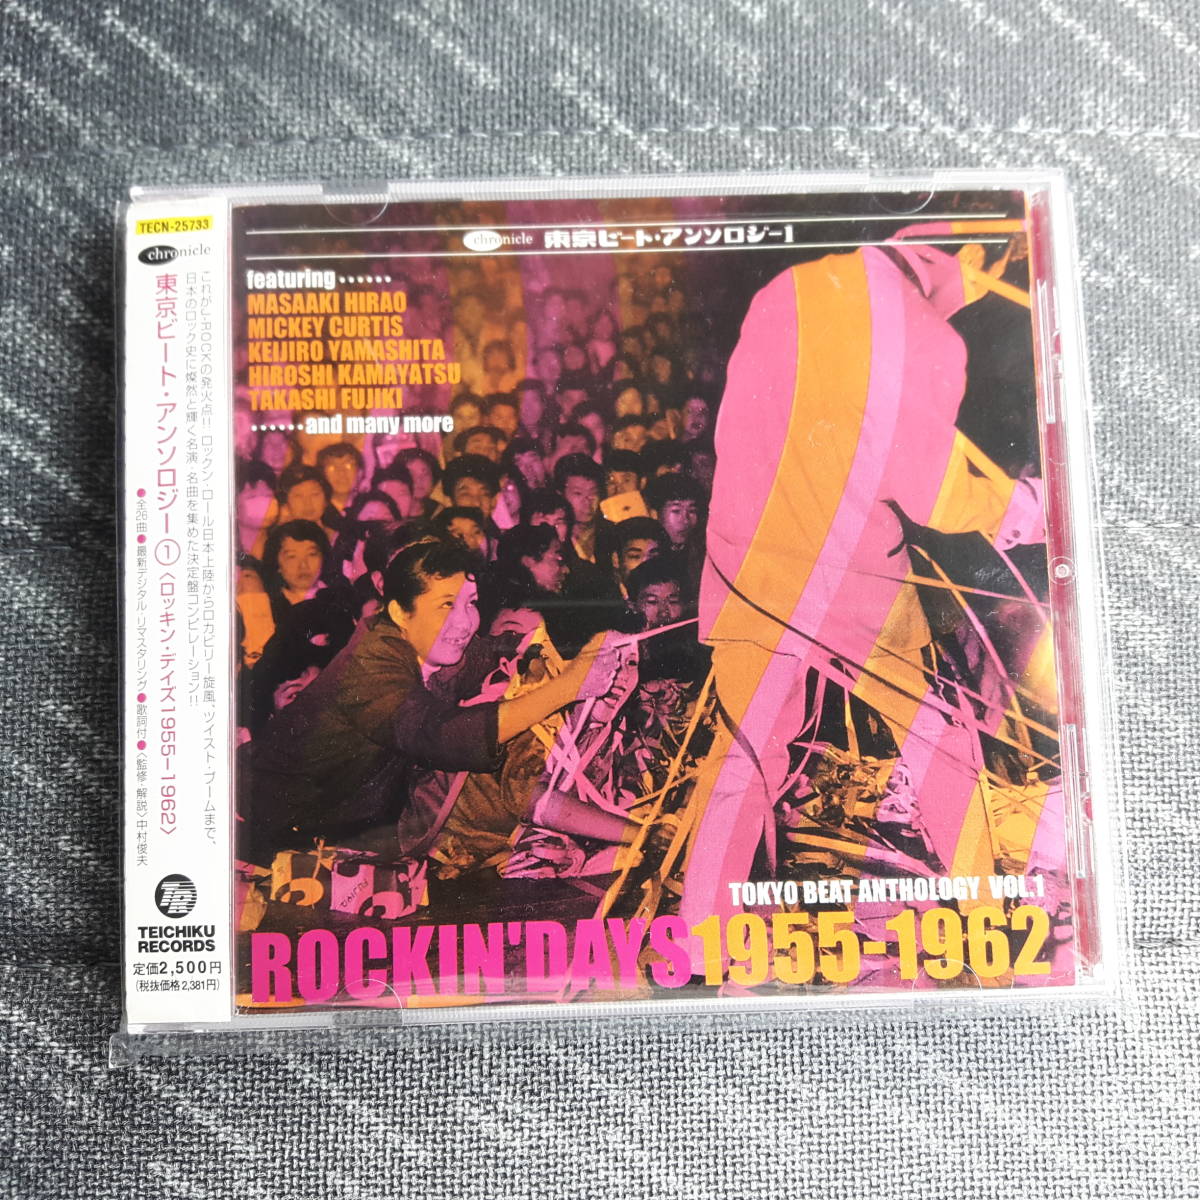 TECN-25733
chronicle
東京ビート・アンソロジー①〈ロッキン・デイズ1955−1962〉
これがJ-ROCKの発火点!! ロックン・ロール日本上陸からロカビリー旋風、ツイスト・ブームまで、
日本のロック史に燦然と輝く名演・名曲を集めた決定盤コンピレーション!!
●全26曲●最新デジタル・リマスタリング●歌詞付●〈監修・解説〉中村俊夫
TEICHIKU
RECORDS
定価2,500円
(税抜価格2,381円)
chronicle 東京ビート・アンソロジー1
featuring......
MASAAKI HIRAO
MICKEY CURTIS
KEIJIRO YAMASHITA
HIROSHI KAMAYATSU
TAKASHI FUJIKI
......and many more
FUJIYA
TOKYO BEAT ANTHOLOGY VOL.1
ROCKIN'DAYS1955-1962